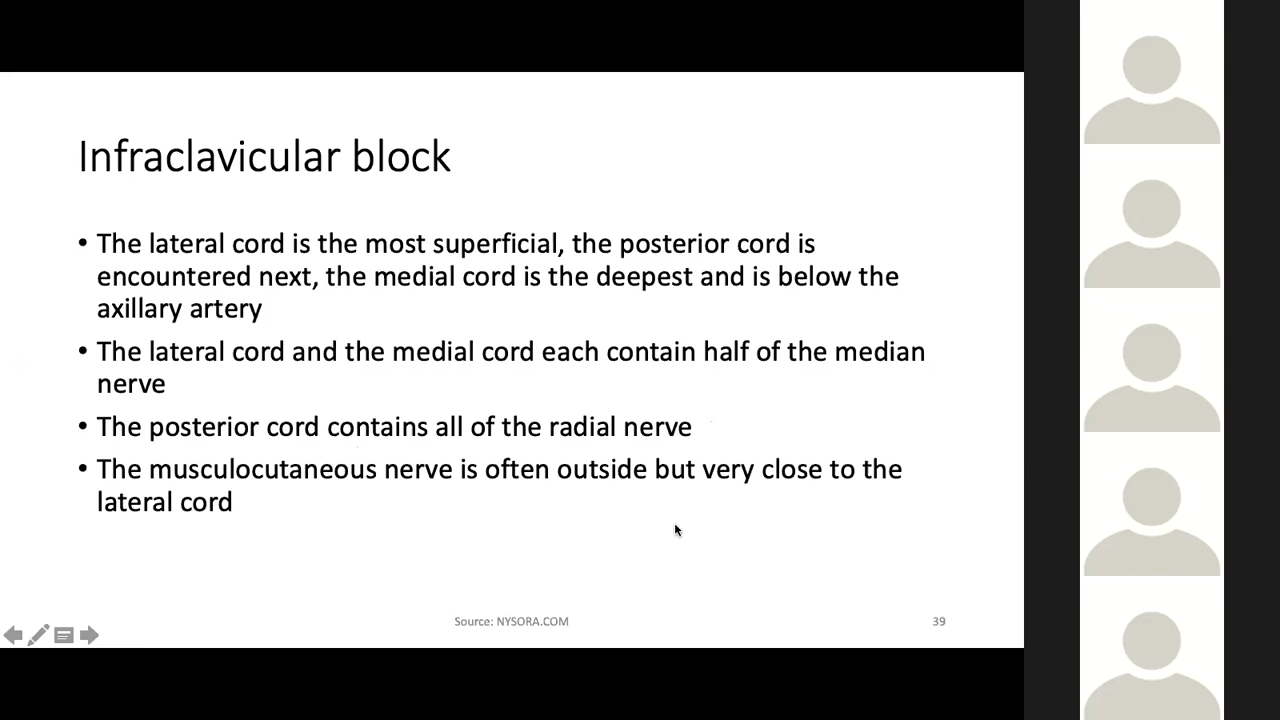 Infraclavicular block
• The lateral cord is the most superficial, the posterior cord is
encountered next, the medial cord is the deepest and is below the
axillary artery
• The lateral cord and the medial cord each contain half of the median
nerve
• The posterior cord contains all of the radial nerve
• The musculocutaneous nerve is often outside but very close to the
lateral cord
Source: NYSORA.COM
39